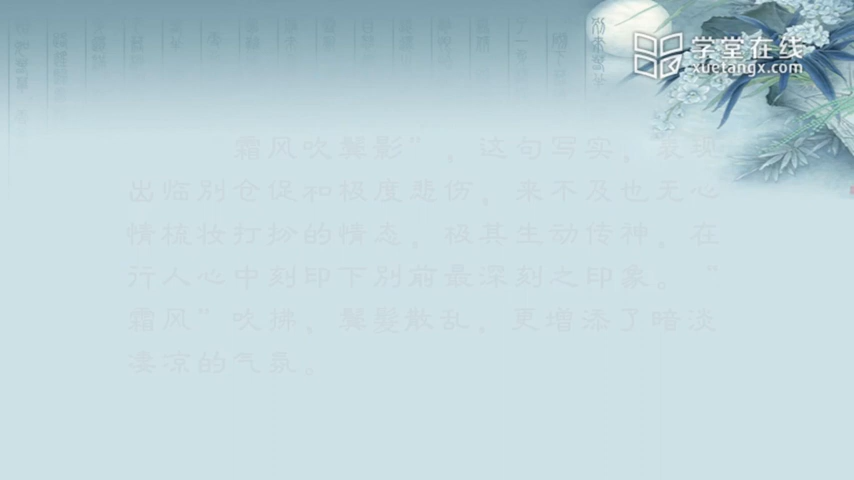 学堂在线
xuetangx.com
霜风吹鬓影”，这句写实，表现
出临别仓促和极度悲伤，来不及也无心
情梳妆打扮的情态，极其生动传神，在
行人心中刻印下别前最深刻之印象。“
霜风”吹拂，鬓髮散乱，更增添了暗淡
凄凉的气氛。